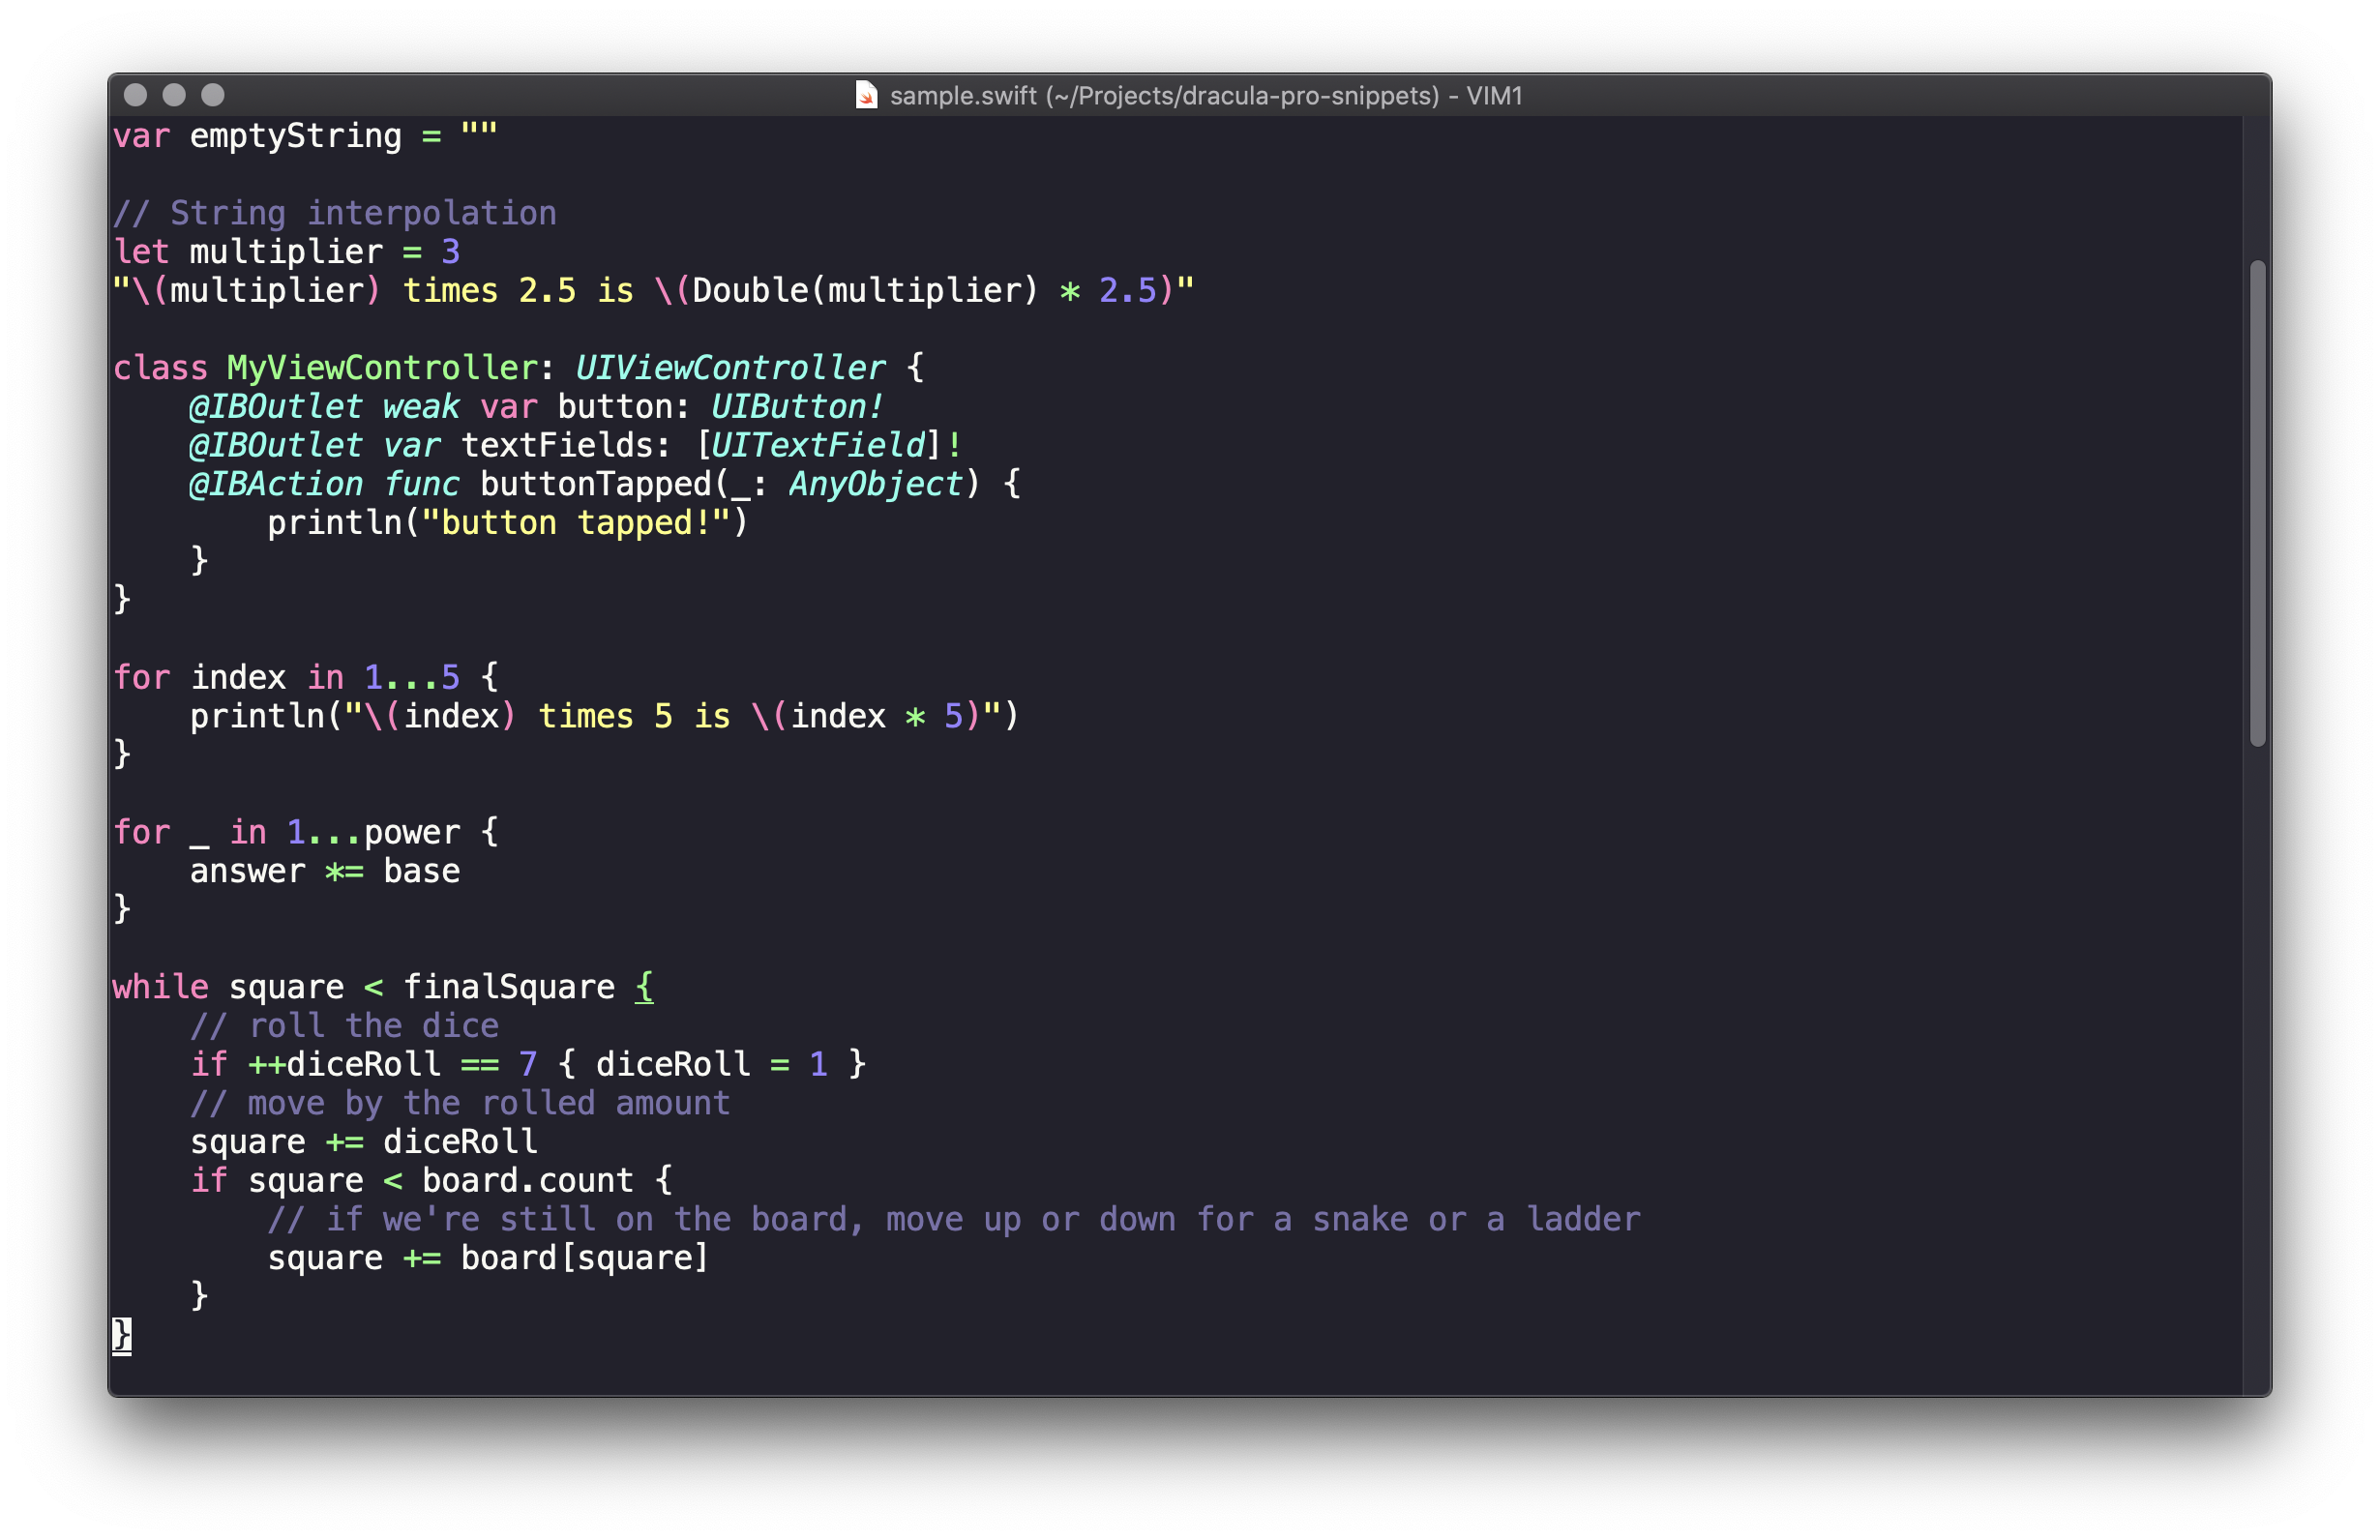 sample.swift (~/Projects/dracula-pro-snippets) - VIM1
var emptyString = ""

// String interpolation
let multiplier = 3
"\(multiplier) times 2.5 is \(Double(multiplier) * 2.5)"

class MyViewController: UIViewController {
    @IBOutlet weak var button: UIButton!
    @IBOutlet var textFields: [UITextField]!
    @IBAction func buttonTapped(_: AnyObject) {
        println("button tapped!")
    }
}

for index in 1...5 {
    println("\(index) times 5 is \(index * 5)")
}

for _ in 1...power {
    answer *= base
}

while square < finalSquare {
    // roll the dice
    if ++diceRoll == 7 { diceRoll = 1 }
    // move by the rolled amount
    square += diceRoll
    if square < board.count {
        // if we're still on the board, move up or down for a snake or a ladder
        square += board[square]
    }
}